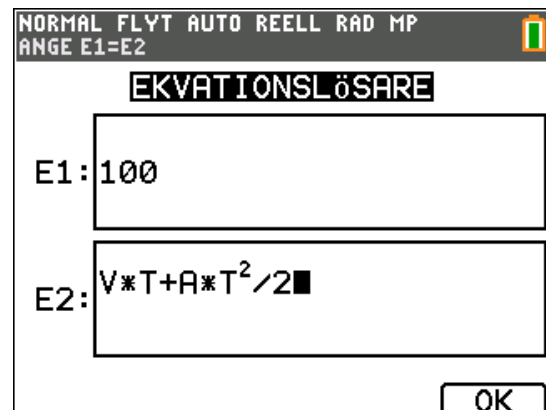 NORMAL FLYT AUTO REELL RAD MP
ANGE E1=E2
EKVATIONSLöSARE
E1:100
E2:V*T+A*T²/2
OK